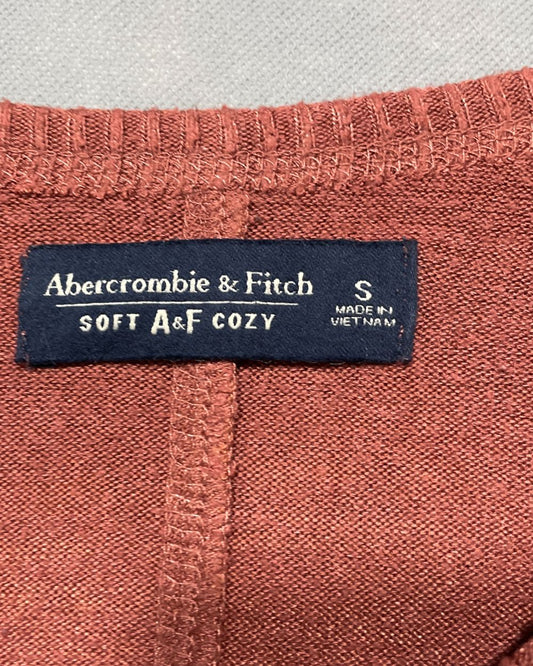 Abercrombie & Fitch
SOFT A&F COZY
S
MADE IN
VIETNAM